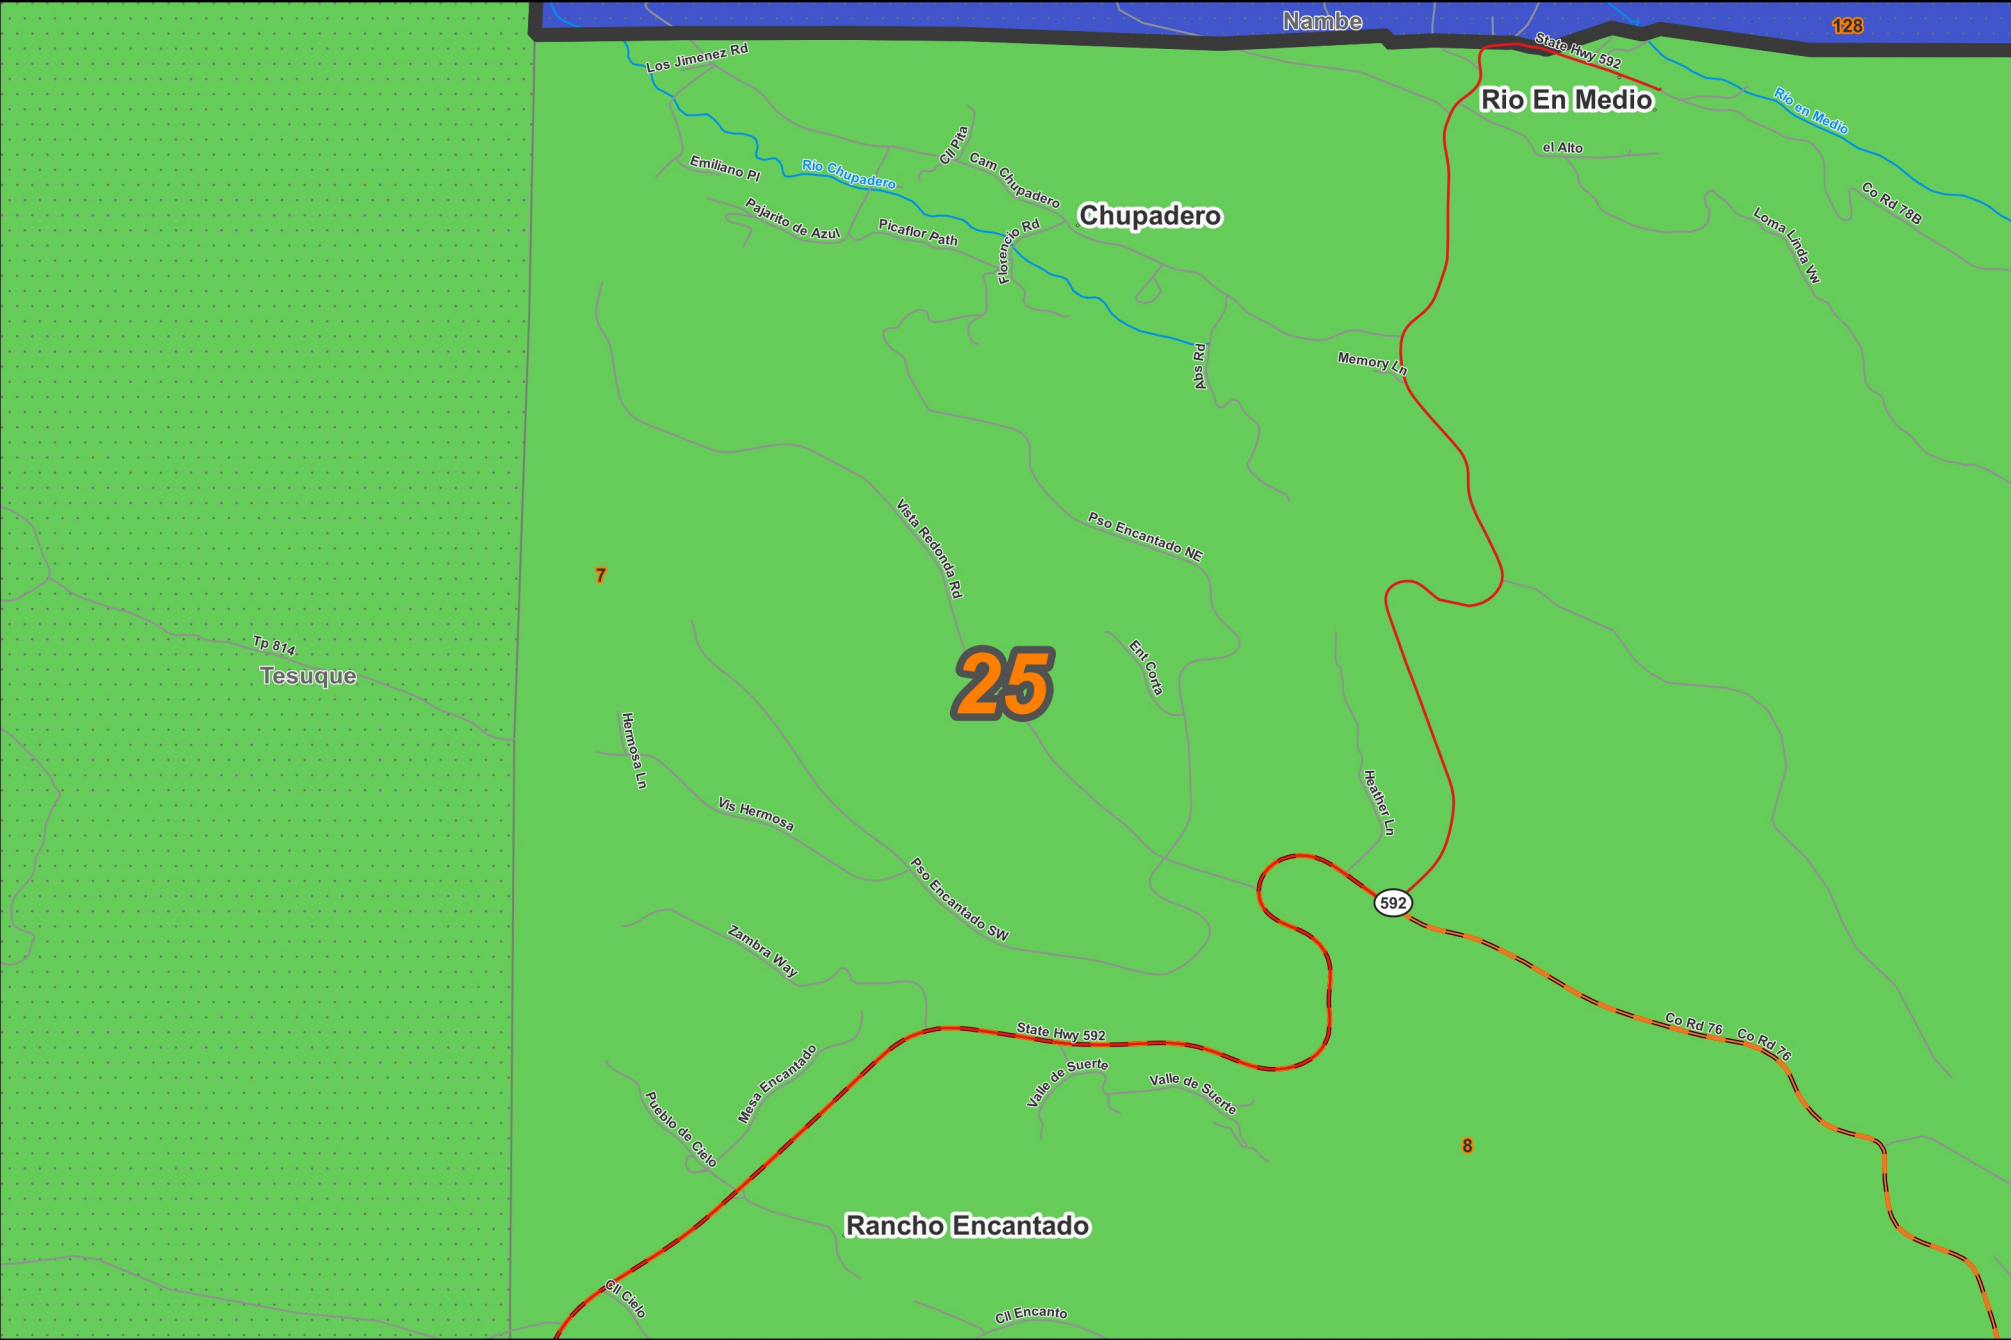 Nambe
128
State Hwy 592
Los Jimenez Rd
Rio En Medio
Rio en Medio
Cll Pita
el Alto
Cam Chupadero
Emiliano Pl
Rio Chupadero
Co Rd 78B
Pajarito de Azul
Picaflor Path
Florencio Rd
Chupadero
Loma Linda Vw
Abs Rd
Memory Ln
Vista Redonda Rd
Pso Encantado NE
7
Tp 814
Tesuque
25
Ent Corta
Hermosa Ln
Vis Hermosa
Heather Ln
Pso Encantado SW
592
Zambra Way
State Hwy 592
Co Rd 76
Co Rd 76
Mesa Encantado
Valle de Suerte
Valle de Suerte
Pueblo de Cielo
8
Rancho Encantado
Cll Cielo
Cll Encanto